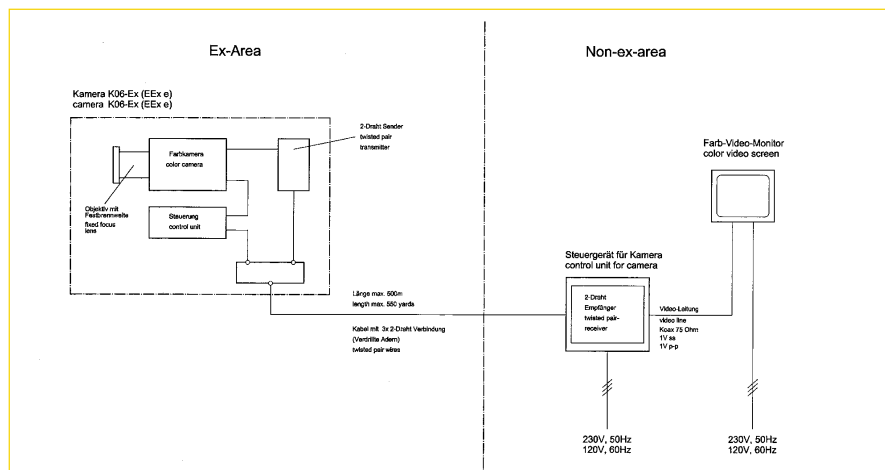 Ex-Area
Non-ex-area
Kamera K06-Ex (EEx e)
camera K06-Ex (EEx e)
2-Draht Sender
twisted pair
transmitter
Farbkamera
color camera
Objektiv mit
Festbrennweite
fixed focus
lens
Steuerung
control unit
Länge max. 500m
length max. 550 yards
Kabel mit 3x 2-Draht Verbindung
(Verdrillte Adern)
twisted pair wires
Farb-Video-Monitor
color video screen
Steuergerät für Kamera
control unit for camera
2-Draht
Empfänger
twisted pair-
receiver
Video-Leitung
video line
Koax 75 Ohm
1V ss
1V p-p
230V, 50Hz
120V, 60Hz
230V, 50Hz
120V, 60Hz